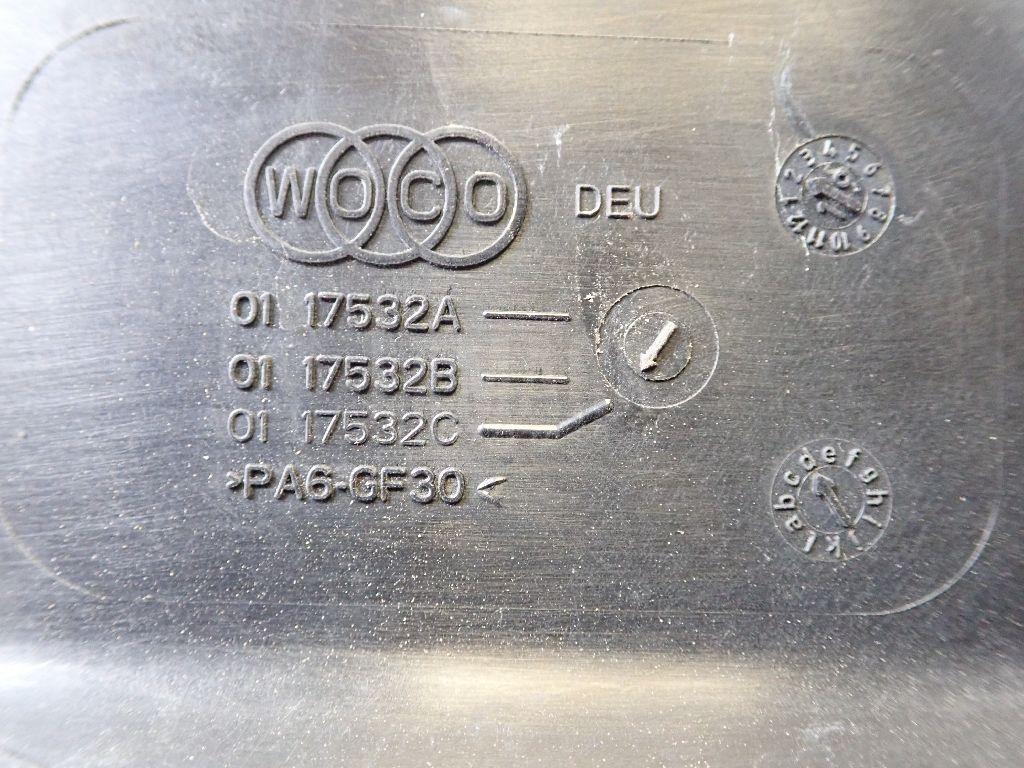 WOCO DEU
01 17532A
01 17532B
01 17532C
>PA6-GF30<
1 2 3 4 5 6 7 8 9 10 11 12
a b c d e f g h i k l